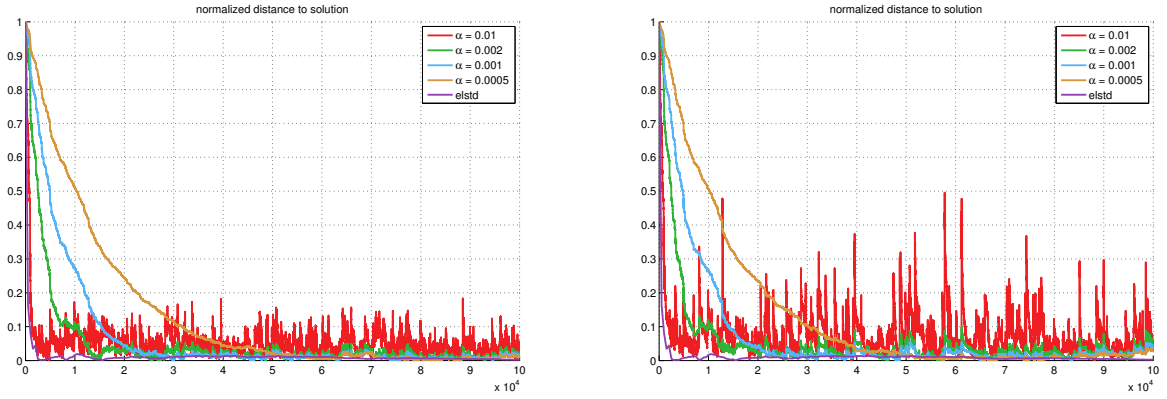 normalized distance to solution
1
0.9
0.8
0.7
0.6
0.5
0.4
0.3
0.2
0.1
0
0 1 2 3 4 5 6 7 8 9 10
x 10^4
α = 0.01
α = 0.002
α = 0.001
α = 0.0005
elstd
normalized distance to solution
1
0.9
0.8
0.7
0.6
0.5
0.4
0.3
0.2
0.1
0
0 1 2 3 4 5 6 7 8 9 10
x 10^4
α = 0.01
α = 0.002
α = 0.001
α = 0.0005
elstd